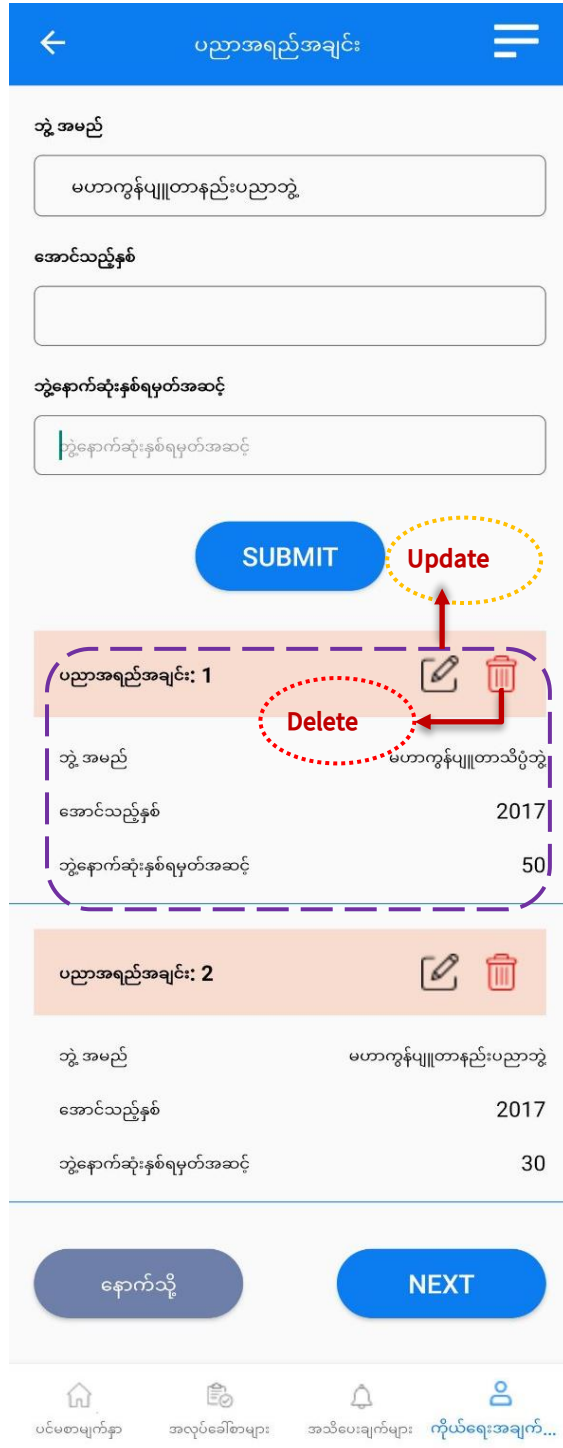 ပညာအရည်အချင်း
ဘွဲ့အမည်
မဟာကွန်ပျူတာနည်းပညာဘွဲ့
အောင်သည့်နှစ်
ဘွဲ့နောက်ဆုံးနှစ်ရမှတ်အဆင့်
ဘွဲ့နောက်ဆုံးနှစ်ရမှတ်အဆင့်
SUBMIT Update
ပညာအရည်အချင်း: 1
Delete
ဘွဲ့အမည် မဟာကွန်ပျူတာသိပ္ပံဘွဲ့
အောင်သည့်နှစ် 2017
ဘွဲ့နောက်ဆုံးနှစ်ရမှတ်အဆင့် 50
ပညာအရည်အချင်း: 2
ဘွဲ့အမည် မဟာကွန်ပျူတာနည်းပညာဘွဲ့
အောင်သည့်နှစ် 2017
ဘွဲ့နောက်ဆုံးနှစ်ရမှတ်အဆင့် 30
နောက်သို့ NEXT
ပင်မစာမျက်နှာ အလုပ်ခေါ်စာများ အသိပေးချက်များ ကိုယ်ရေးအချက်...